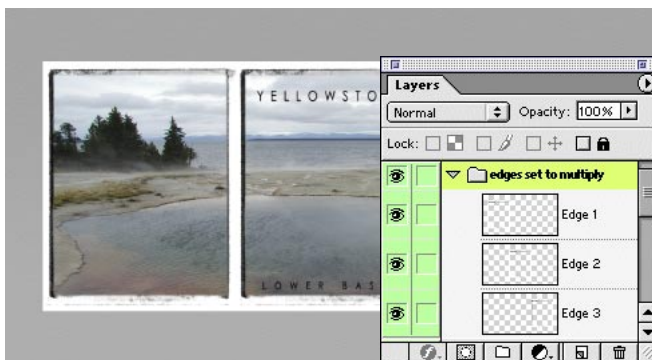 YELLOWSTO
LOWER BAS
Layers
Normal Opacity: 100%
Lock:
edges set to multiply
Edge 1
Edge 2
Edge 3